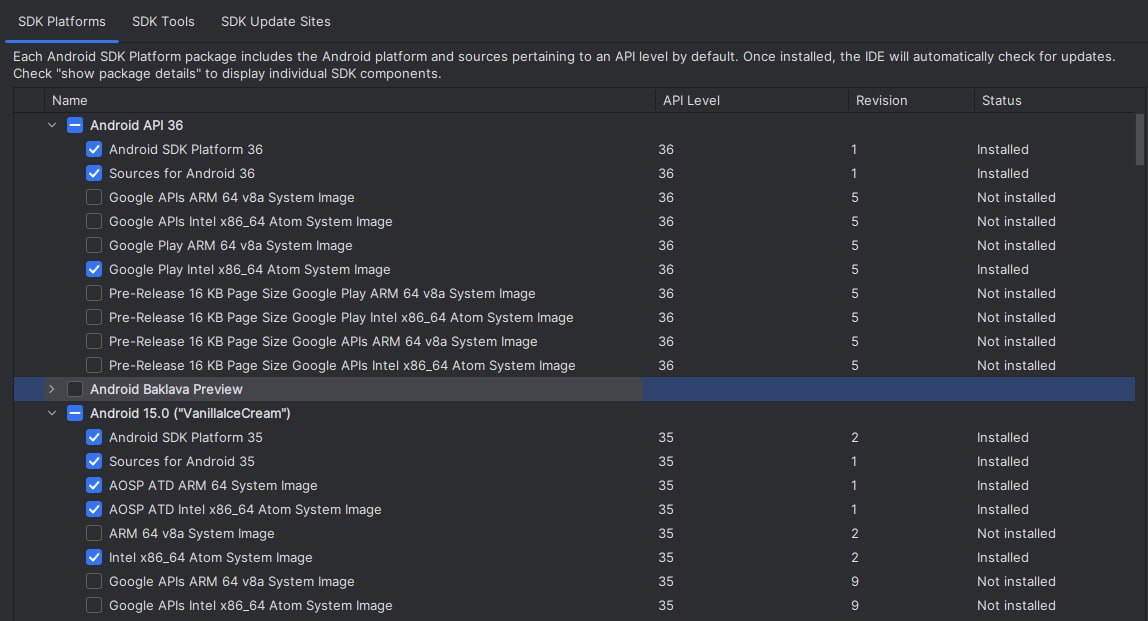 SDK Platforms SDK Tools SDK Update Sites
Each Android SDK Platform package includes the Android platform and sources pertaining to an API level by default. Once installed, the IDE will automatically check for updates.
Check "show package details" to display individual SDK components.
Name API Level Revision Status
Android API 36
Android SDK Platform 36 36 1 Installed
Sources for Android 36 36 1 Installed
Google APIs ARM 64 v8a System Image 36 5 Not installed
Google APIs Intel x86_64 Atom System Image 36 5 Not installed
Google Play ARM 64 v8a System Image 36 5 Not installed
Google Play Intel x86_64 Atom System Image 36 5 Installed
Pre-Release 16 KB Page Size Google Play ARM 64 v8a System Image 36 5 Not installed
Pre-Release 16 KB Page Size Google Play Intel x86_64 Atom System Image 36 5 Not installed
Pre-Release 16 KB Page Size Google APIs ARM 64 v8a System Image 36 5 Not installed
Pre-Release 16 KB Page Size Google APIs Intel x86_64 Atom System Image 36 5 Not installed
Android Baklava Preview
Android 15.0 ("VanillaIceCream")
Android SDK Platform 35 35 2 Installed
Sources for Android 35 35 1 Installed
AOSP ATD ARM 64 System Image 35 1 Installed
AOSP ATD Intel x86_64 Atom System Image 35 1 Installed
ARM 64 v8a System Image 35 2 Not installed
Intel x86_64 Atom System Image 35 2 Installed
Google APIs ARM 64 v8a System Image 35 9 Not installed
Google APIs Intel x86_64 Atom System Image 35 9 Not installed